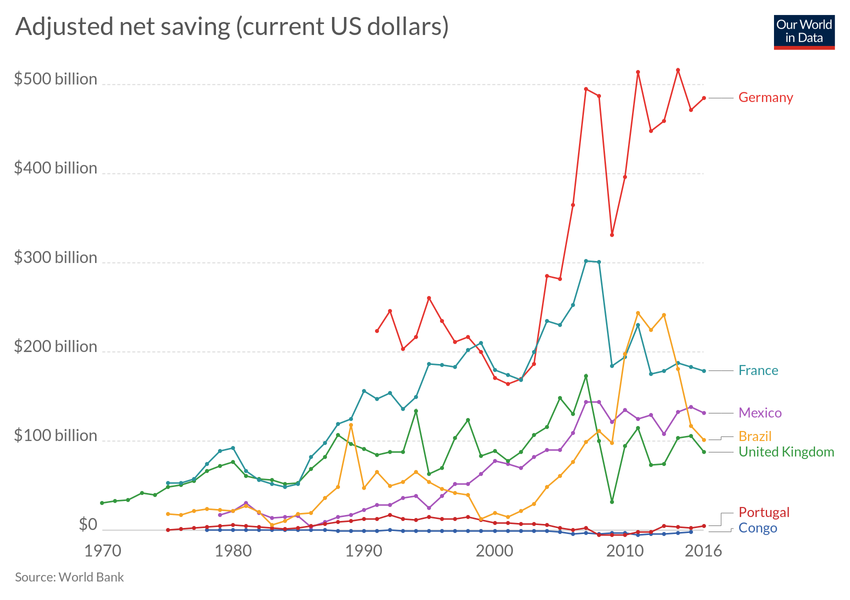 Adjusted net saving (current US dollars)
Our World
in Data
$500 billion
$400 billion
$300 billion
$200 billion
$100 billion
$0
1970
1980
1990
2000
2010
2016
Germany
France
Mexico
Brazil
United Kingdom
Portugal
Congo
Source: World Bank